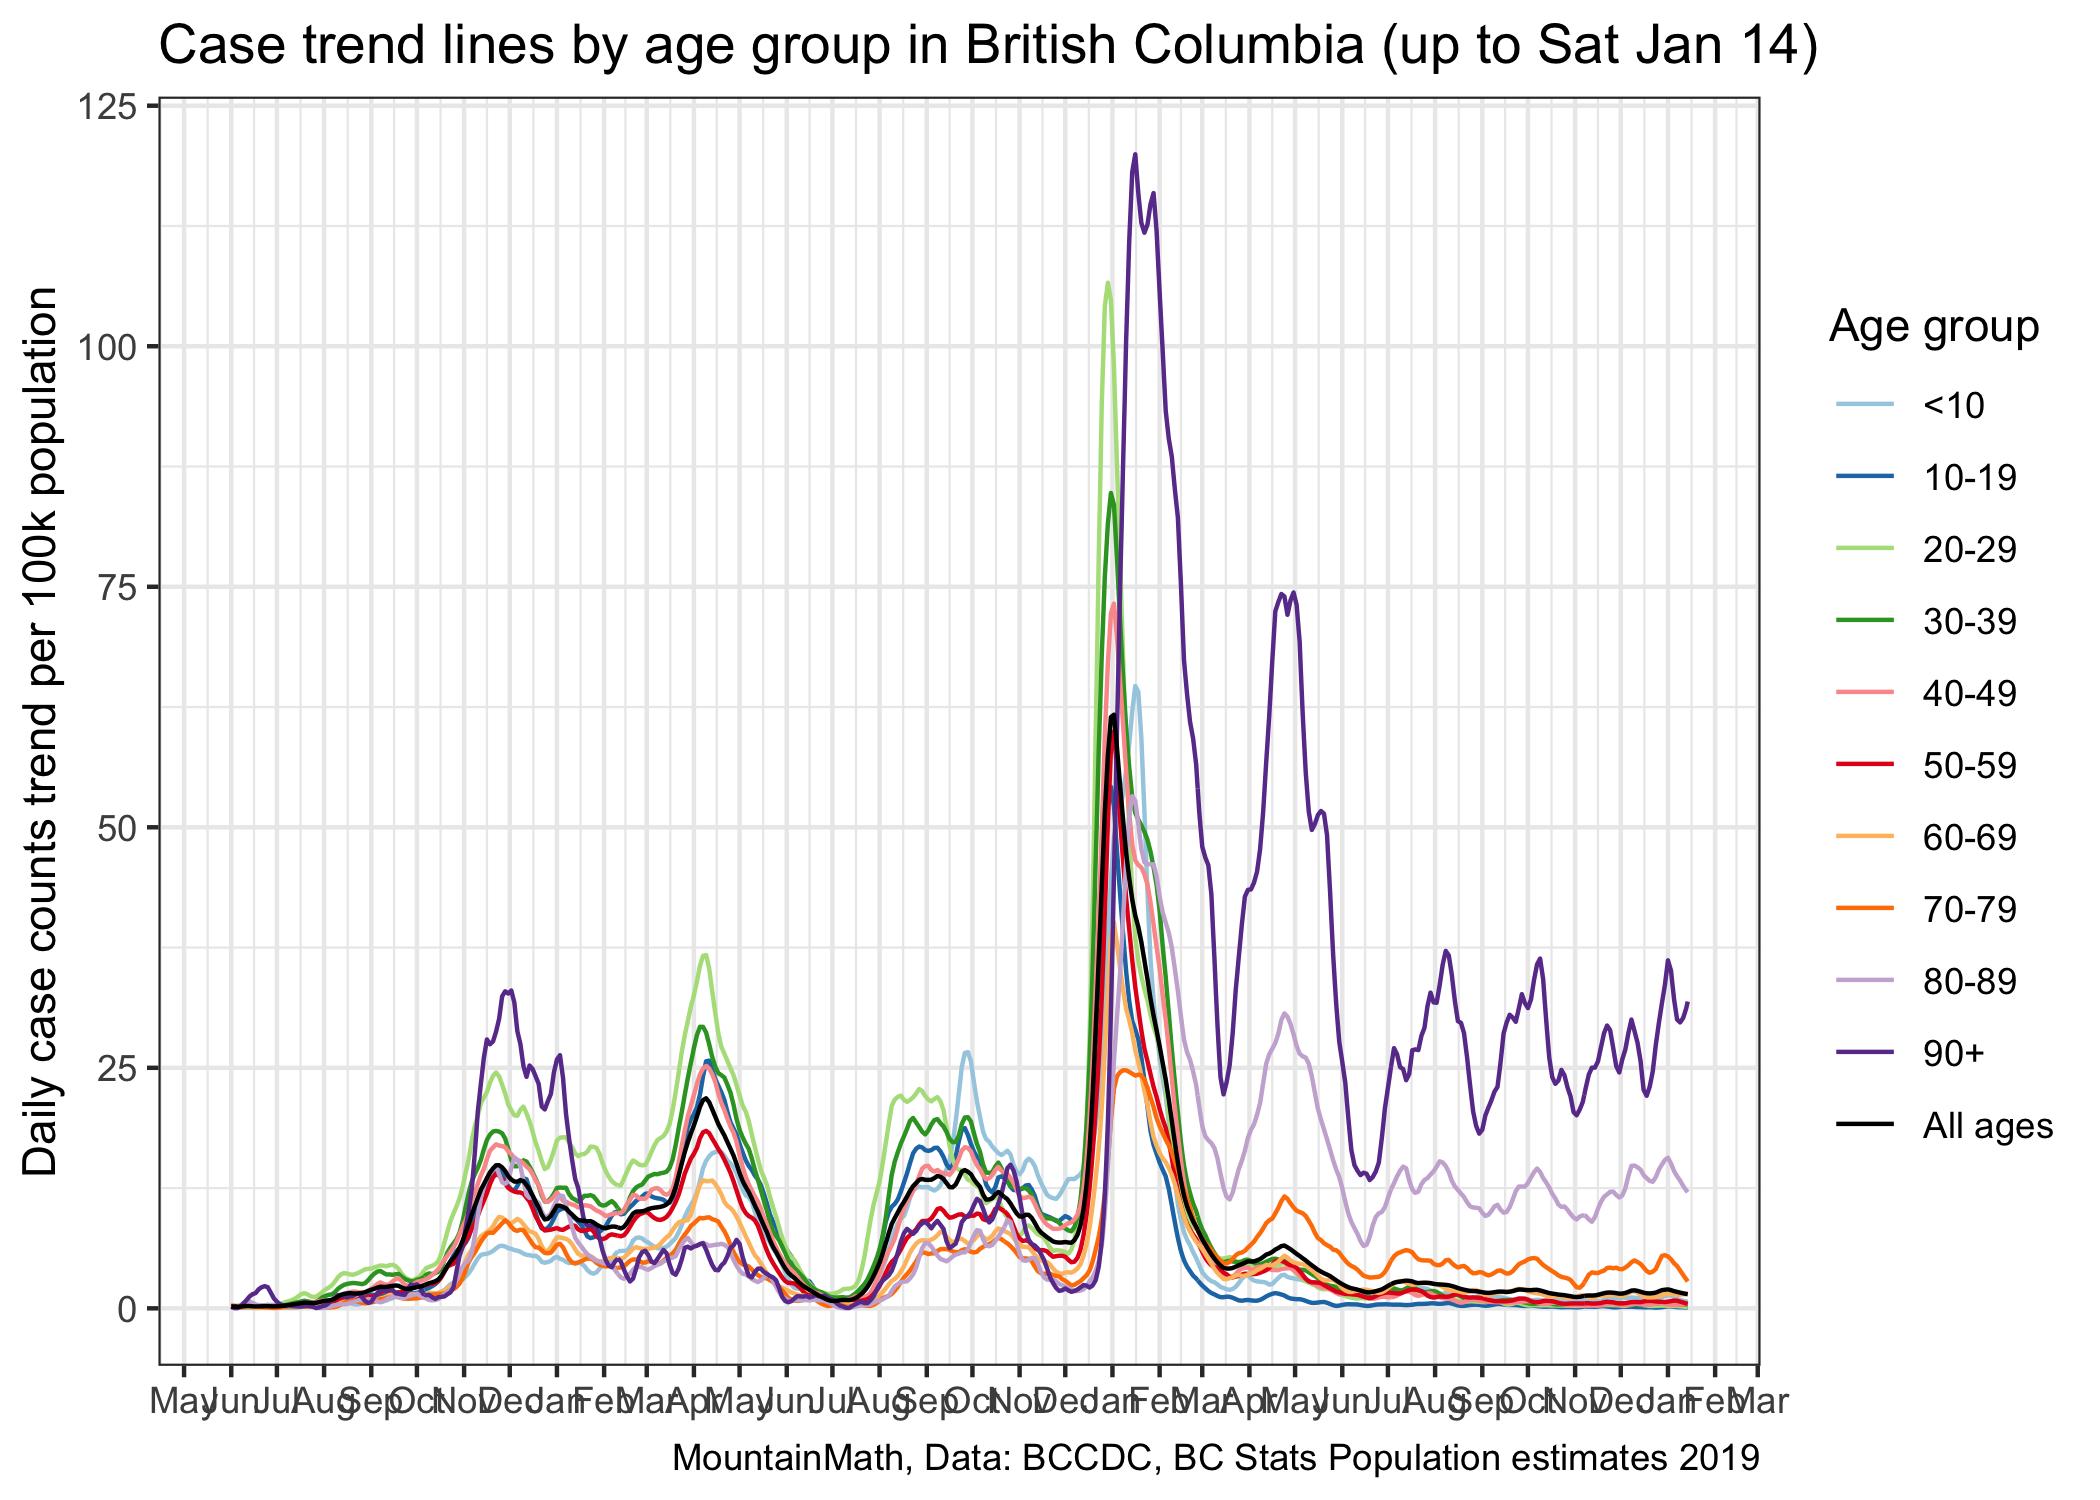 Case trend lines by age group in British Columbia (up to Sat Jan 14)
Daily case counts trend per 100k population
125
100
75
50
25
0
May Jun Jul Aug Sep Oct Nov Dec Jan Feb Mar Apr May Jun Jul Aug Sep Oct Nov Dec Jan Feb Mar Apr May Jun Jul Aug Sep Oct Nov Dec Jan Feb Mar
Age group
<10
10-19
20-29
30-39
40-49
50-59
60-69
70-79
80-89
90+
All ages
MountainMath, Data: BCCDC, BC Stats Population estimates 2019